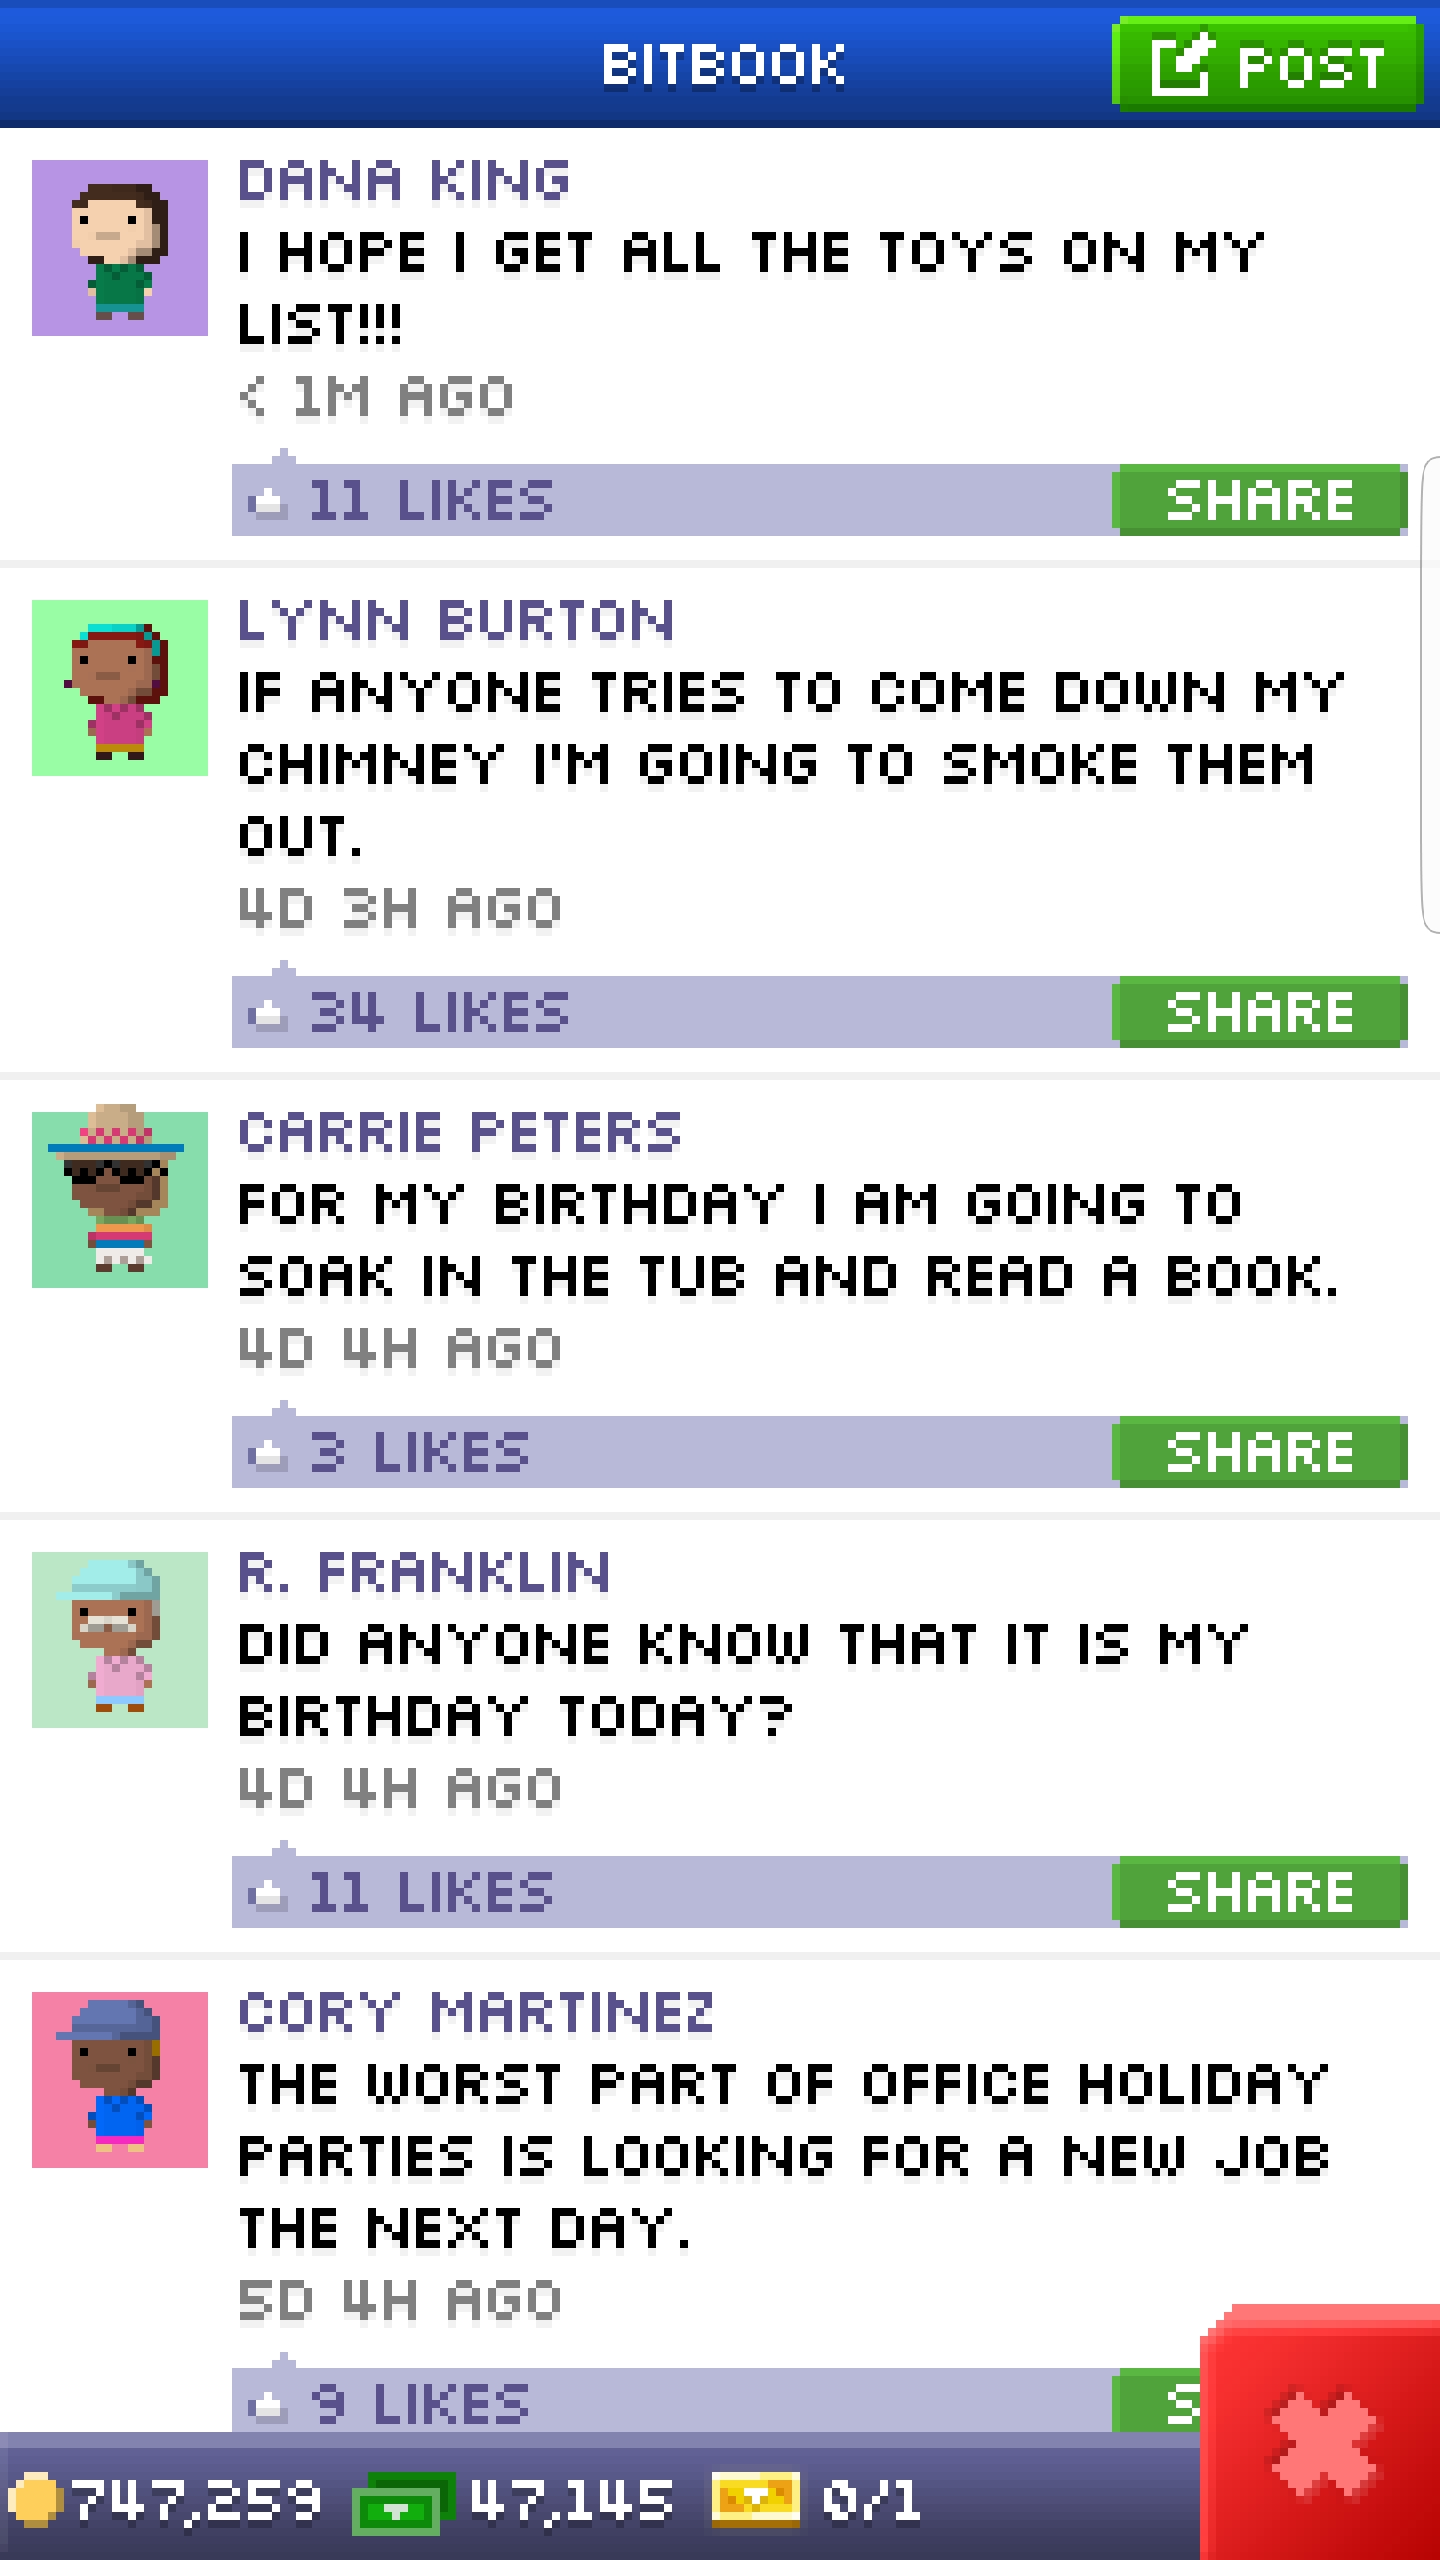 BITBOOK
POST
DANA KING
I HOPE I GET ALL THE TOYS ON MY
LIST!!!
< 1M AGO
11 LIKES
SHARE
LYNN BURTON
IF ANYONE TRIES TO COME DOWN MY
CHIMNEY I'M GOING TO SMOKE THEM
OUT.
4D 3H AGO
34 LIKES
SHARE
CARRIE PETERS
FOR MY BIRTHDAY I AM GOING TO
SOAK IN THE TUB AND READ A BOOK.
4D 4H AGO
3 LIKES
SHARE
R. FRANKLIN
DID ANYONE KNOW THAT IT IS MY
BIRTHDAY TODAY?
4D 4H AGO
11 LIKES
SHARE
CORY MARTINEZ
THE WORST PART OF OFFICE HOLIDAY
PARTIES IS LOOKING FOR A NEW JOB
THE NEXT DAY.
5D 4H AGO
9 LIKES
S
747,259 47,145 0/1